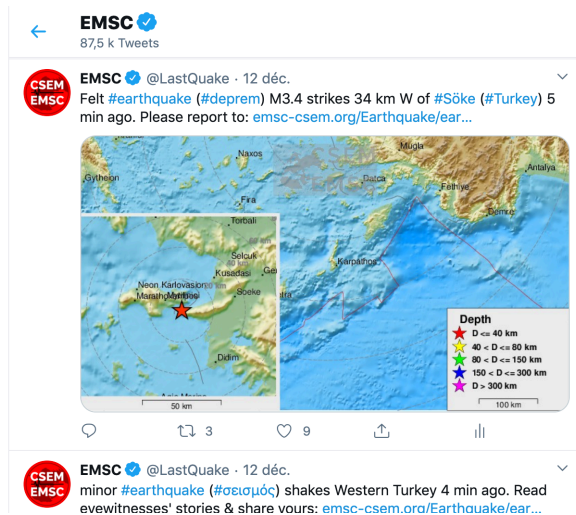 EMSC
87,5 k Tweets
CSEM
EMSC
EMSC @LastQuake · 12 déc.
Felt #earthquake (#deprem) M3.4 strikes 34 km W of #Söke (#Turkey) 5
min ago. Please report to: emsc-csem.org/Earthquake/ear...
Naxos
Mugla
Gytheion
Datca
Fethiye
Antalya
Fira
Demre
Torbali
Selcuk
Kusadasi
Karpathos
Neon Karlovasion
Soeke
Didim
50 km
Depth
D <= 40 km
40 < D <= 80 km
80 < D <= 150 km
150 < D <= 300 km
D > 300 km
100 km
3
9
CSEM
EMSC
EMSC @LastQuake · 12 déc.
minor #earthquake (#σεισμός) shakes Western Turkey 4 min ago. Read
eyewitnesses' stories & share yours: emsc-csem.org/Earthquake/ear...